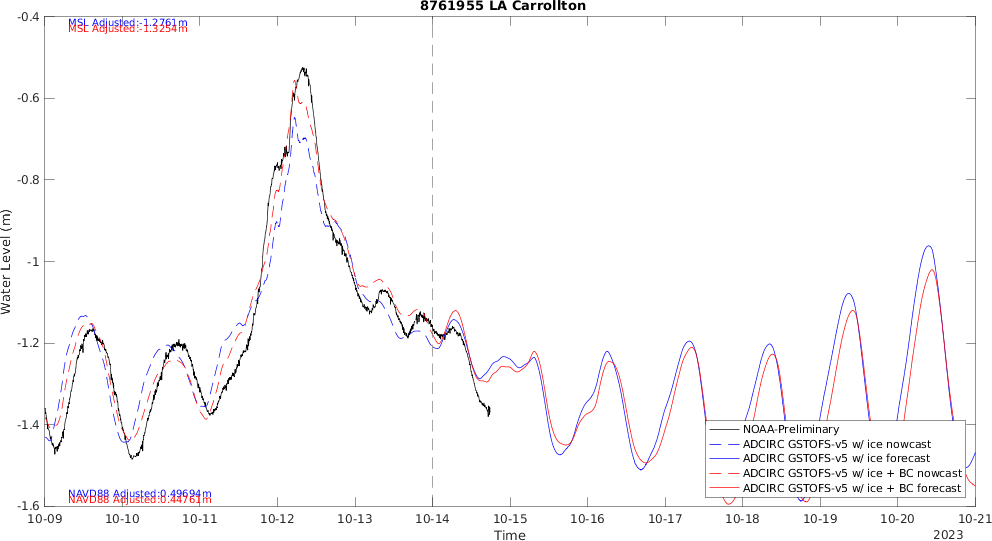 8761955 LA Carrollton
MSL Adjusted:-1.2761m
MSL Adjusted:-1.3254m
-0.4
-0.6
-0.8
-1
-1.2
-1.4
-1.6
Water Level (m)
NOAA-Preliminary
ADCIRC GSTOFS-v5 w/ ice nowcast
ADCIRC GSTOFS-v5 w/ ice forecast
ADCIRC GSTOFS-v5 w/ ice + BC nowcast
ADCIRC GSTOFS-v5 w/ ice + BC forecast
NAVD88 Adjusted:0.49694m
NAVD88 Adjusted:0.44761m
10-09 10-10 10-11 10-12 10-13 10-14 10-15 10-16 10-17 10-18 10-19 10-20 10-21
Time
2023